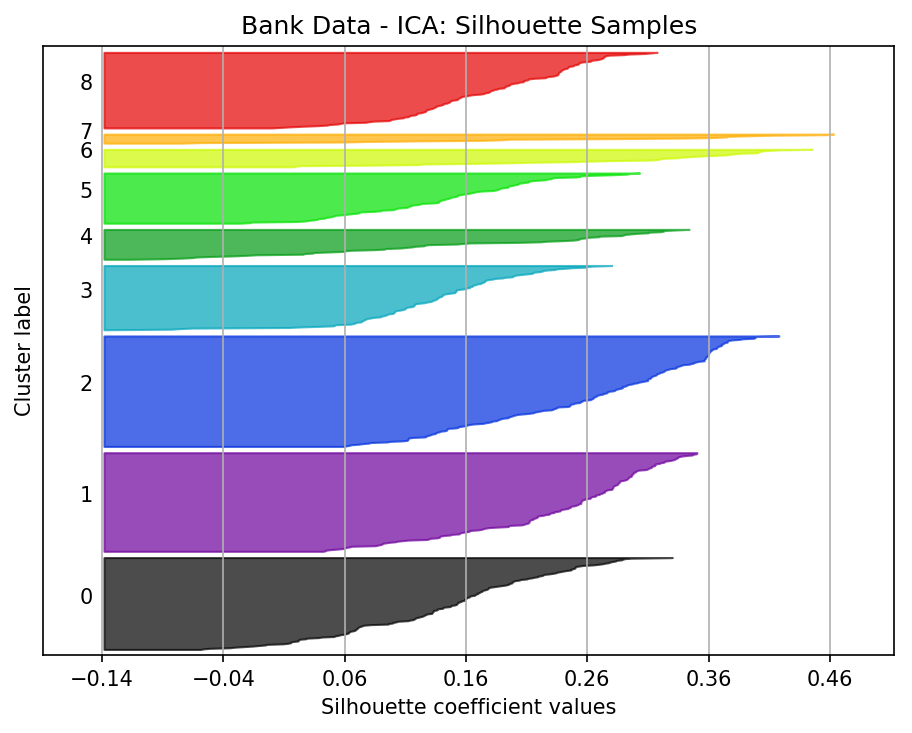 Bank Data - ICA: Silhouette Samples
8
7
6
5
4
3
2
1
0
Cluster label
−0.14 −0.04 0.06 0.16 0.26 0.36 0.46
Silhouette coefficient values